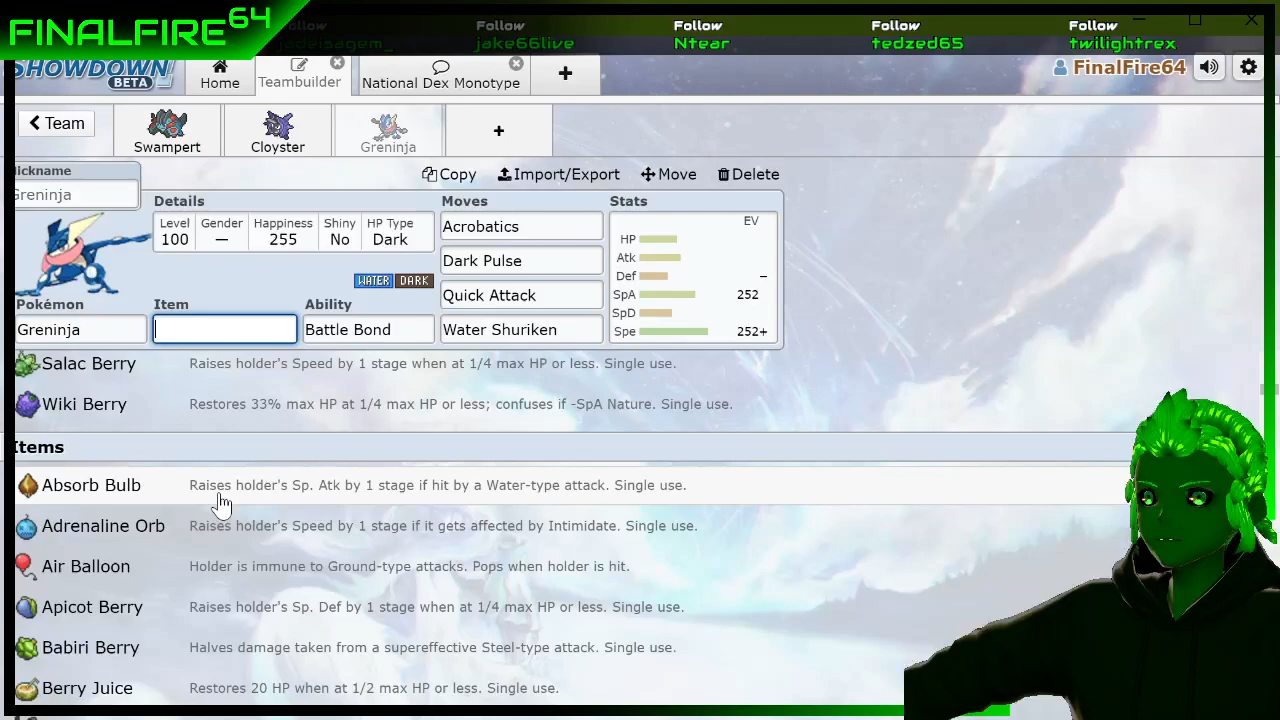 FINALFIRE64
Follow Follow Follow Follow Follow
jadeisagem_ jake66live Ntear tedzed65 twilightrex
SHOWDOWN
BETA
Home
Teambuilder
National Dex Monotype
+
FinalFire64
Team
Swampert
Cloyster
Greninja
+
Copy Import/Export Move Delete
Nickname
Greninja
Details
Level Gender Happiness Shiny HP Type
100 — 255 No Dark
WATER DARK
Pokémon Item Ability
Greninja Battle Bond
Moves
Acrobatics
Dark Pulse
Quick Attack
Water Shuriken
Stats
EV
HP
Atk
Def –
SpA 252
SpD
Spe 252+
Salac Berry Raises holder's Speed by 1 stage when at 1/4 max HP or less. Single use.
Wiki Berry Restores 33% max HP at 1/4 max HP or less; confuses if -SpA Nature. Single use.
Items
Absorb Bulb Raises holder's Sp. Atk by 1 stage if hit by a Water-type attack. Single use.
Adrenaline Orb Raises holder's Speed by 1 stage if it gets affected by Intimidate. Single use.
Air Balloon Holder is immune to Ground-type attacks. Pops when holder is hit.
Apicot Berry Raises holder's Sp. Def by 1 stage when at 1/4 max HP or less. Single use.
Babiri Berry Halves damage taken from a supereffective Steel-type attack. Single use.
Berry Juice Restores 20 HP when at 1/2 max HP or less. Single use.